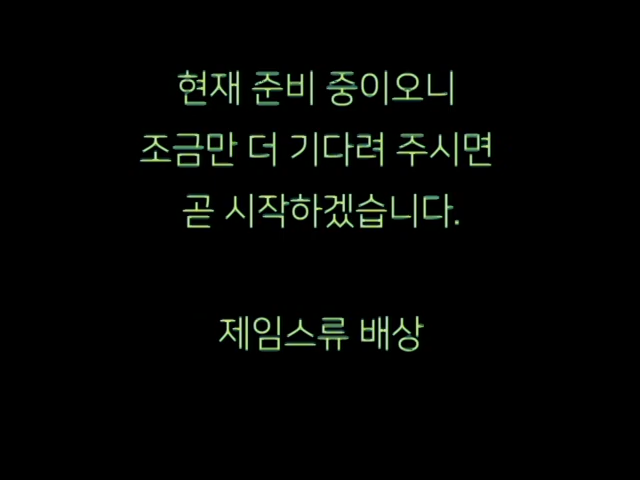 현재 준비 중이오니
조금만 더 기다려 주시면
곧 시작하겠습니다.
제임스류 배상